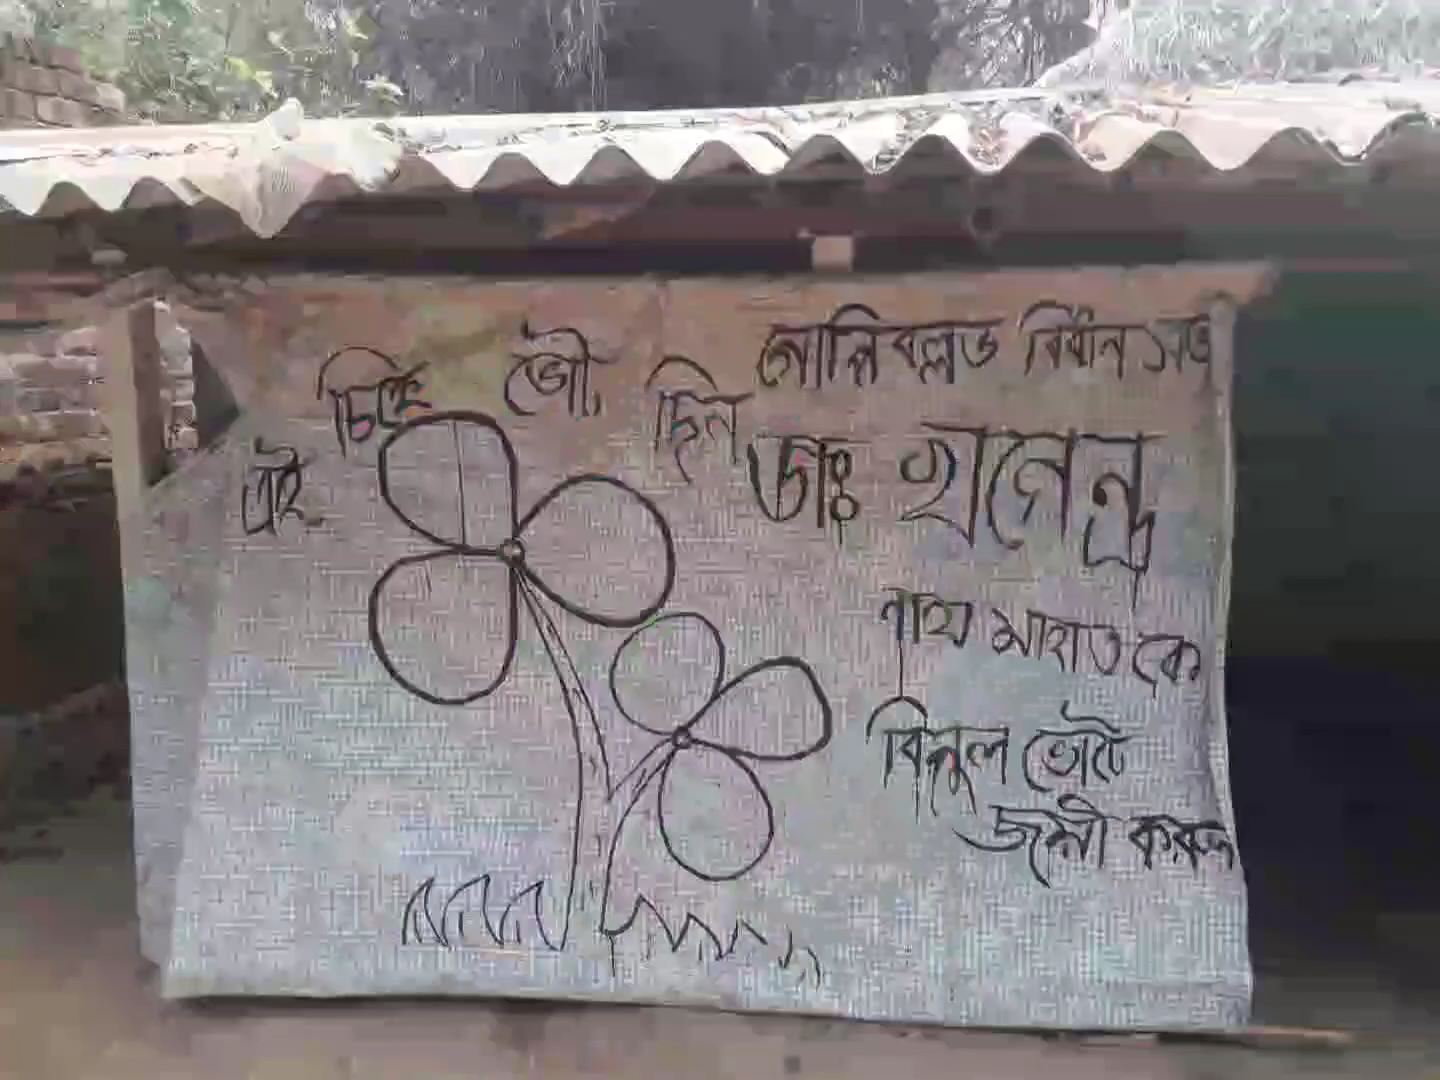 এই চিহ্নে ভোট দিন
গোপিবল্লভ বিধান সভা
ডাঃ খগেন্দ্র
নাথ মাহাত কে
বিপুল ভোটে
জয়ী করুন